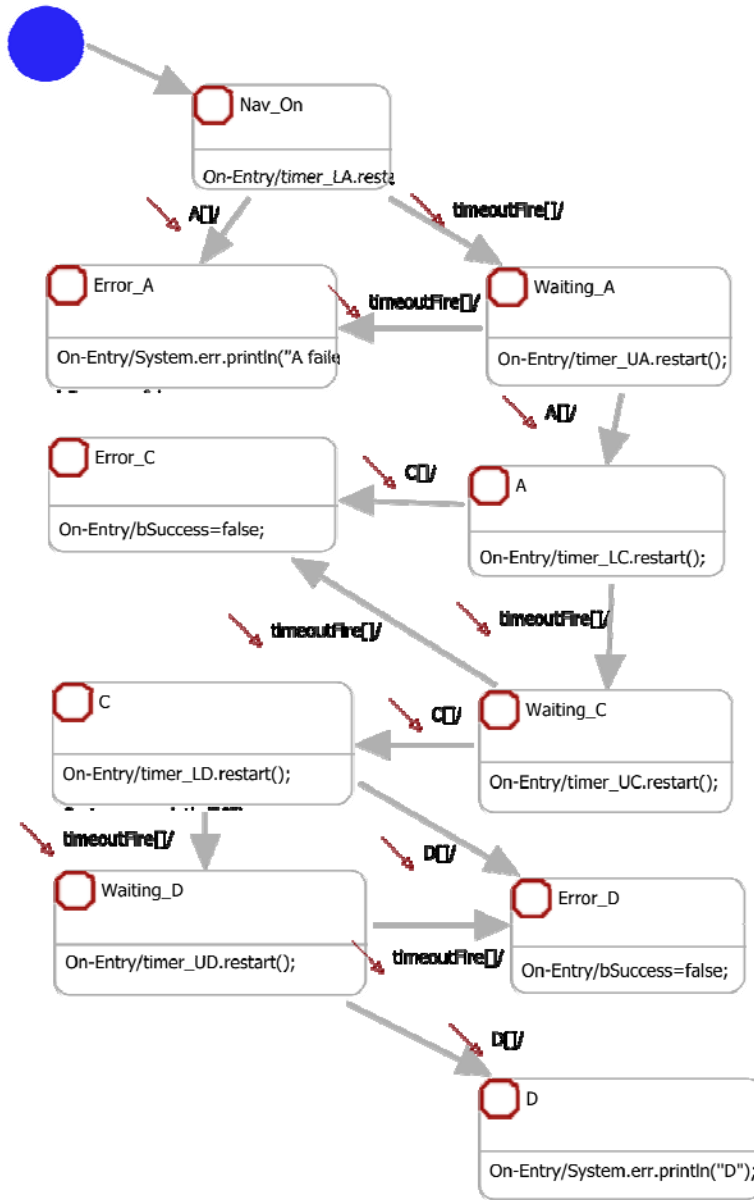 Nav_On
On-Entry/timer_LA.resta
A[]/
timeoutFire[]/
Error_A
Waiting_A
timeoutFire[]/
On-Entry/System.err.println("A faile
On-Entry/timer_UA.restart();
A[]/
Error_C
C[]/
A
On-Entry/bSuccess=false;
On-Entry/timer_LC.restart();
timeoutFire[]/
timeoutFire[]/
C
C[]/
Waiting_C
On-Entry/timer_LD.restart();
On-Entry/timer_UC.restart();
timeoutFire[]/
D[]/
Waiting_D
Error_D
On-Entry/timer_UD.restart();
timeoutFire[]/
On-Entry/bSuccess=false;
D[]/
D
On-Entry/System.err.println("D");